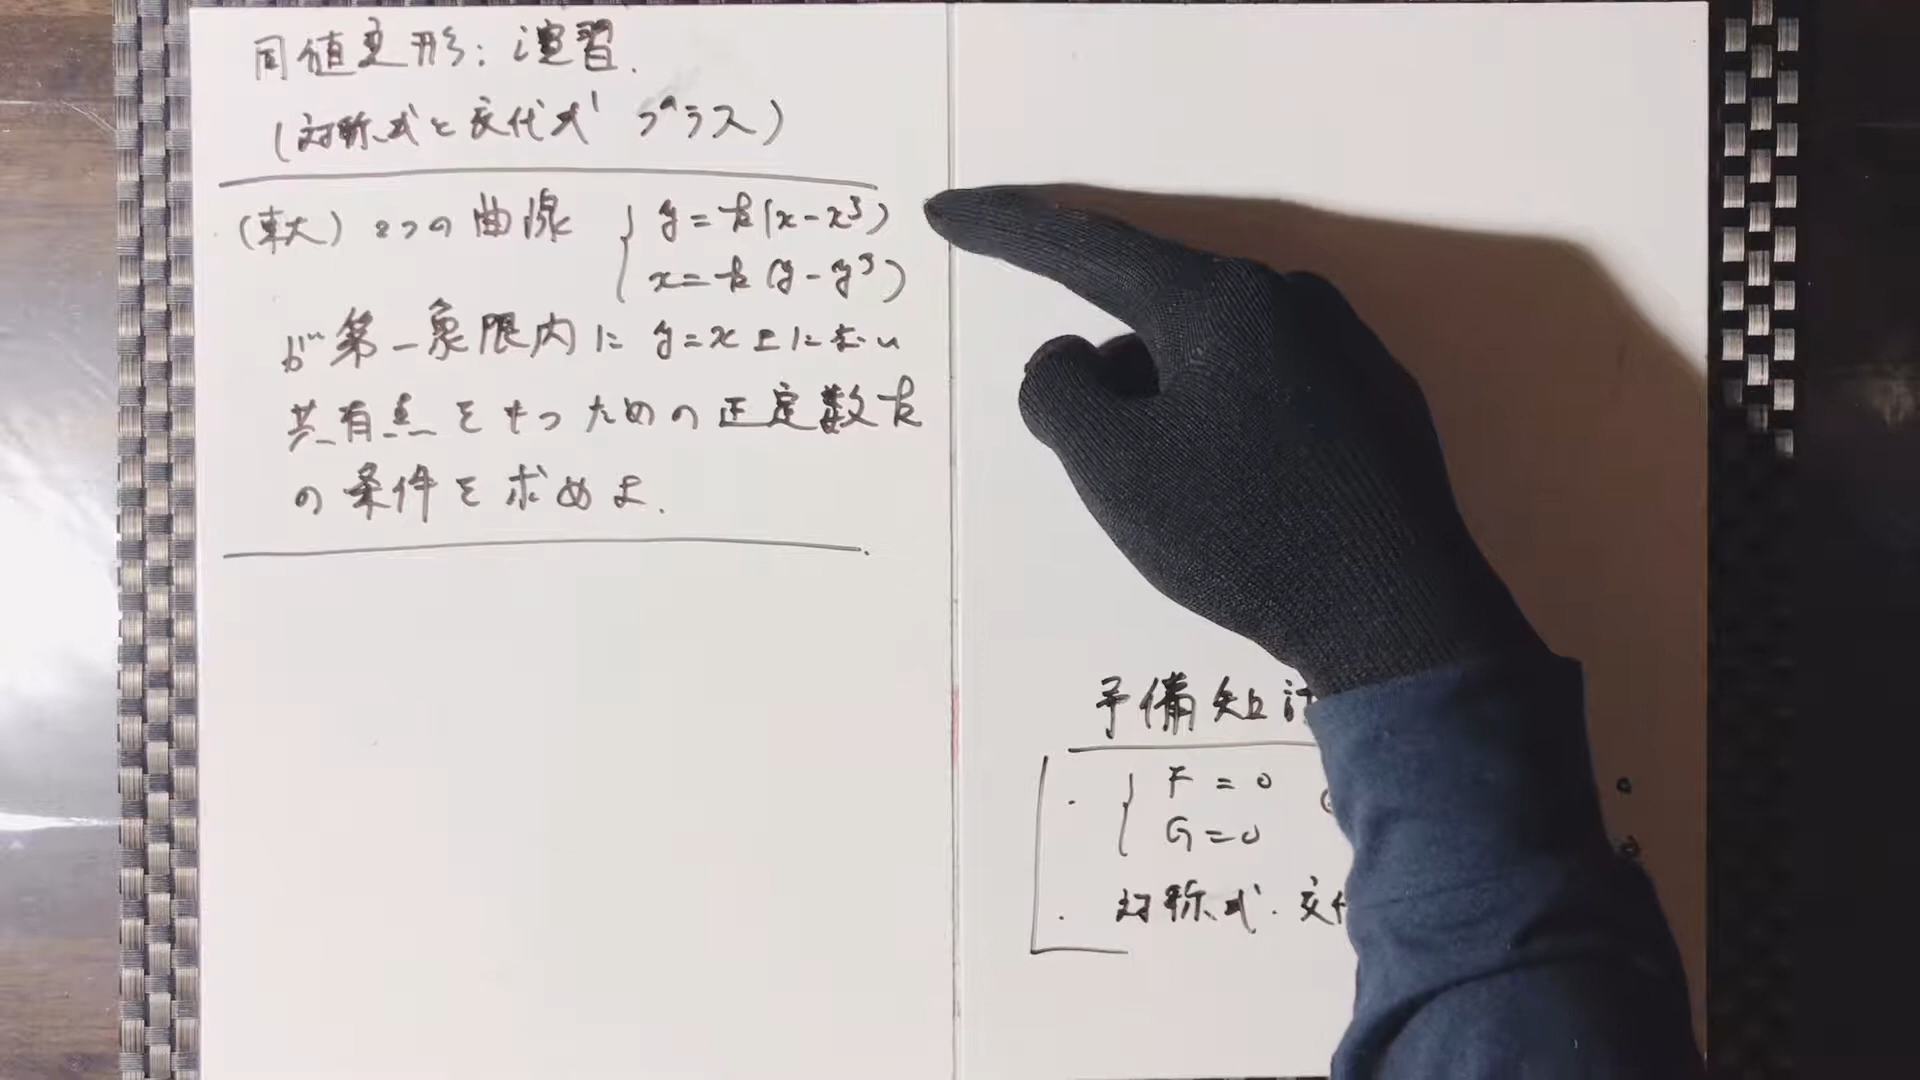 同値変形：演習.
(対称式と交代式 プラス)
(東大) 2つの 曲線 { y = k(x - x³)
x = k(y - y³)
が 第一象限内に y=x上にない
共有点をもつための正定数k
の条件を求めよ.
予備知
{ F = 0
G = 0
・ 対称式・交